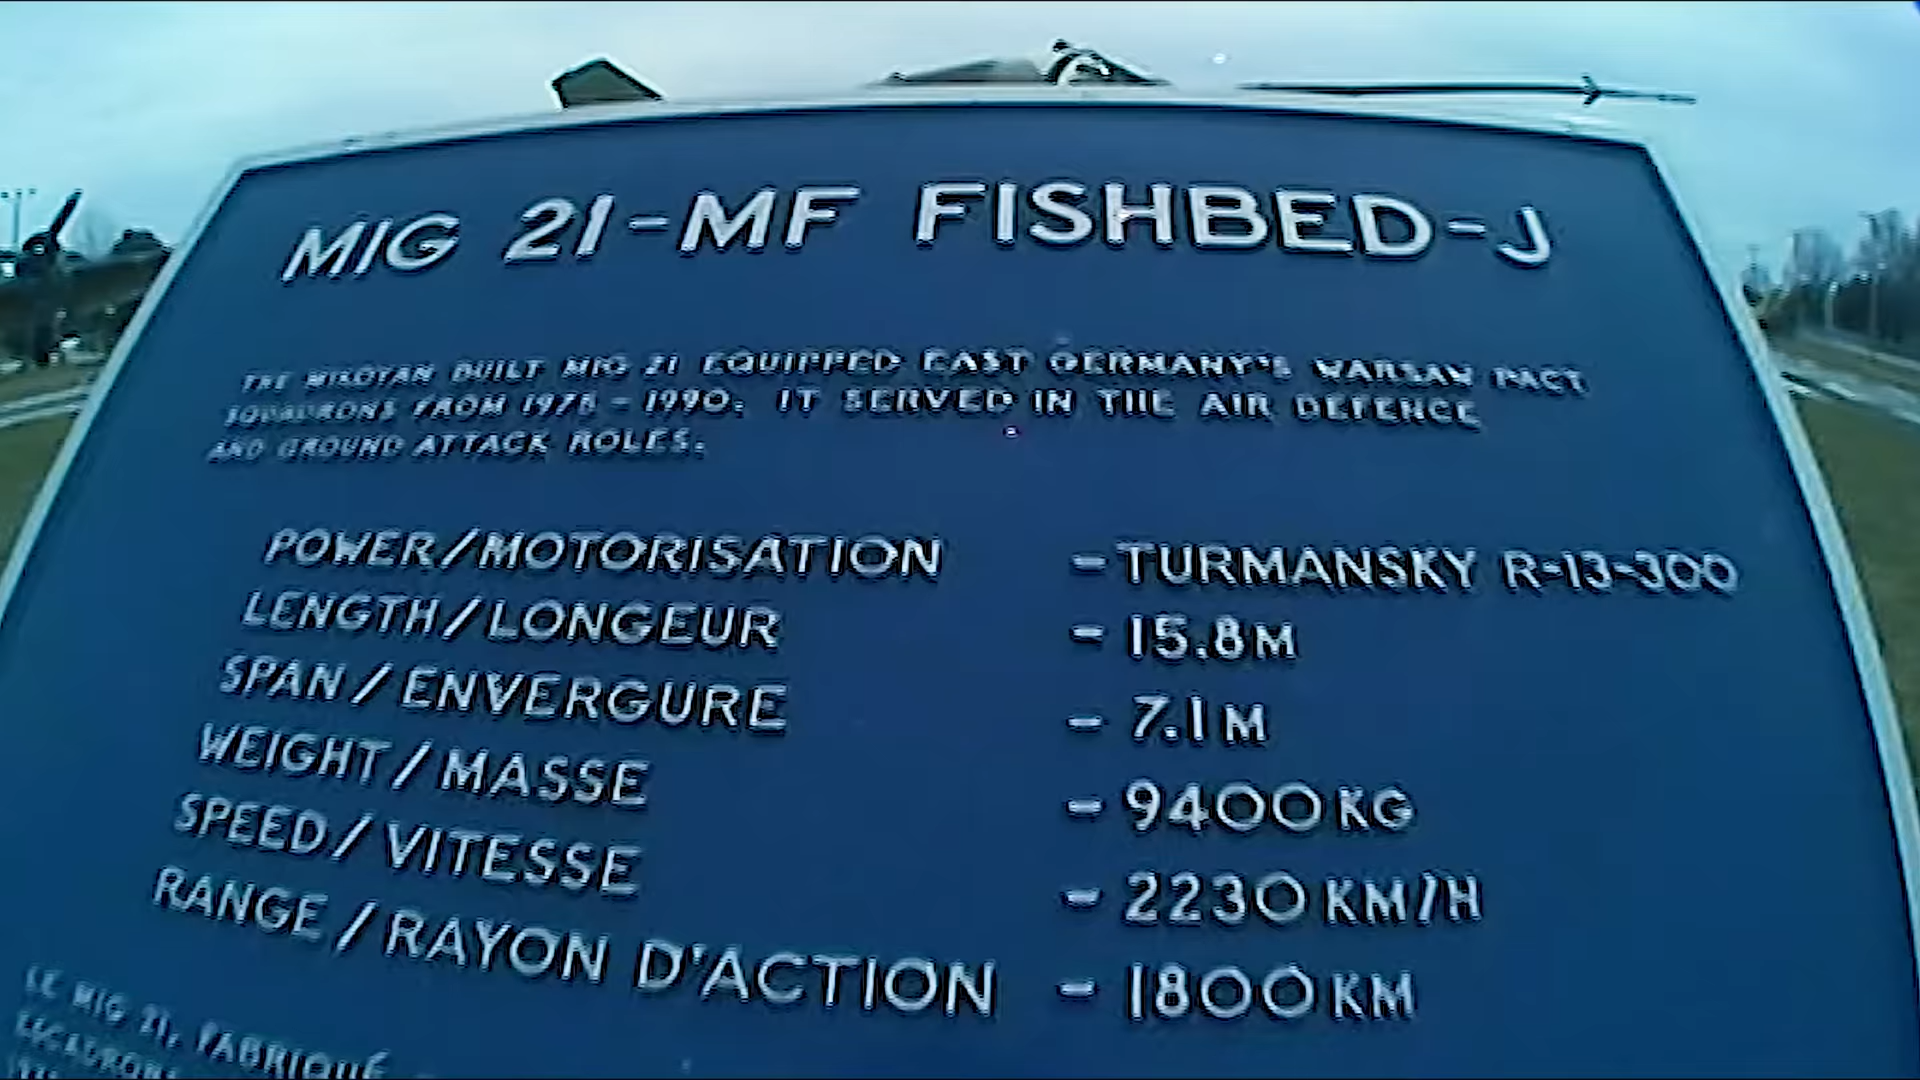 MIG 21-MF FISHBED-J
THE MIKOYAN BUILT MIG 21 EQUIPPED EAST GERMANY'S WARSAW PACT
SQUADRONS FROM 1975 - 1990. IT SERVED IN THE AIR DEFENCE
AND GROUND ATTACK ROLES.
POWER/MOTORISATION - TURMANSKY R-13-300
LENGTH/LONGEUR - 15.8M
SPAN/ENVERGURE - 7.1M
WEIGHT/MASSE - 9400KG
SPEED/VITESSE - 2230KM/H
RANGE/RAYON D'ACTION - 1800KM
LE MIG 21, FABRIQUÉ